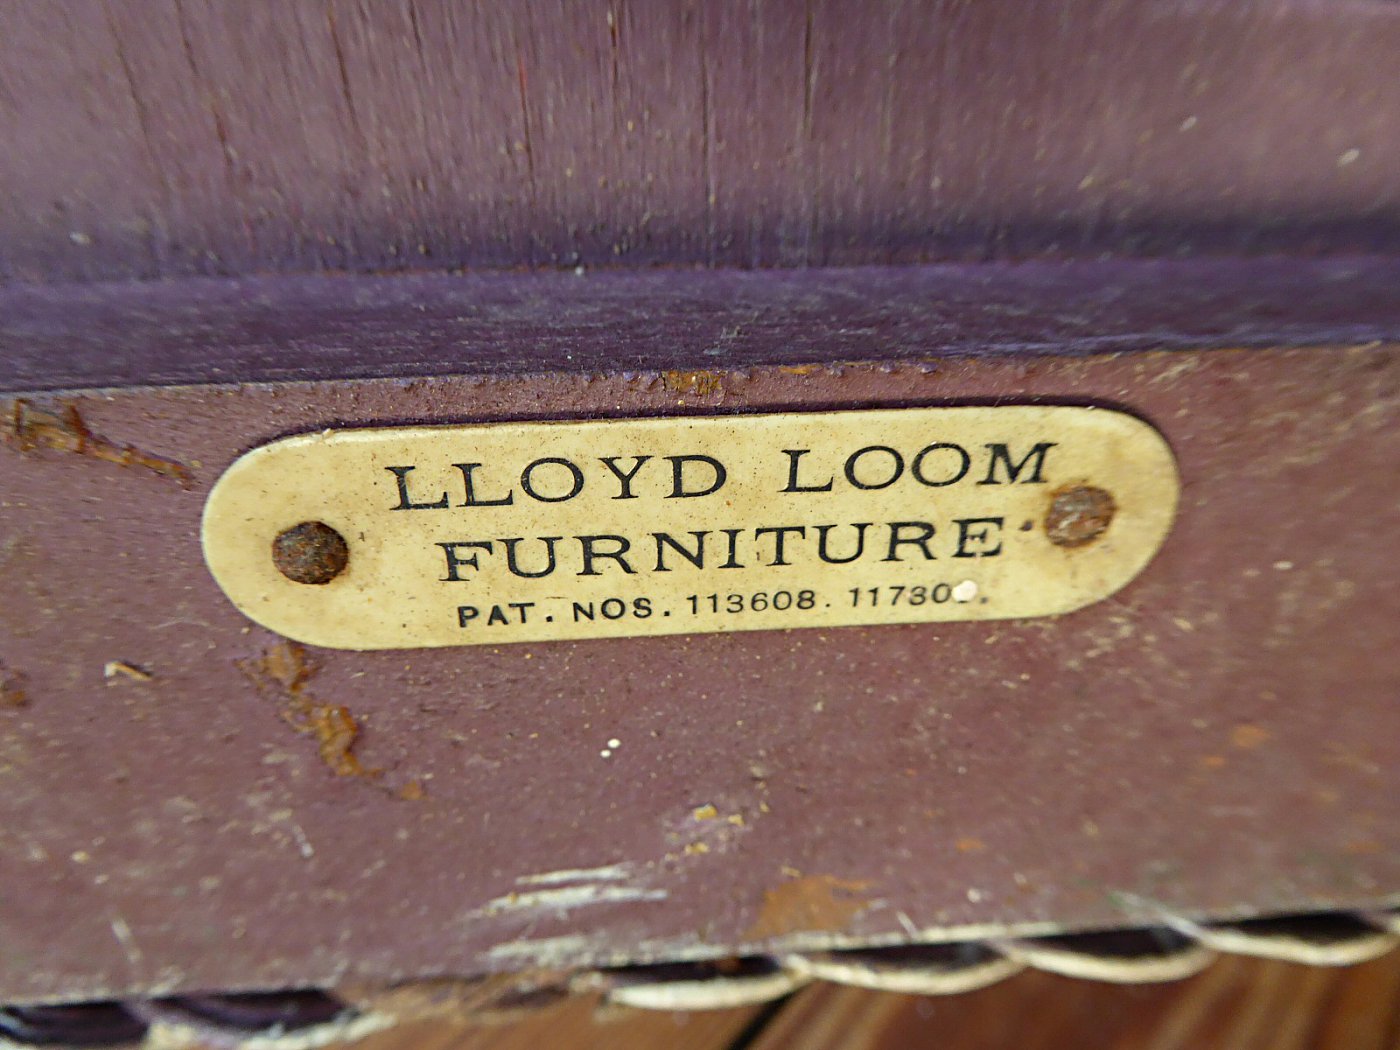 LLOYD LOOM
FURNITURE
PAT. NOS. 113608.